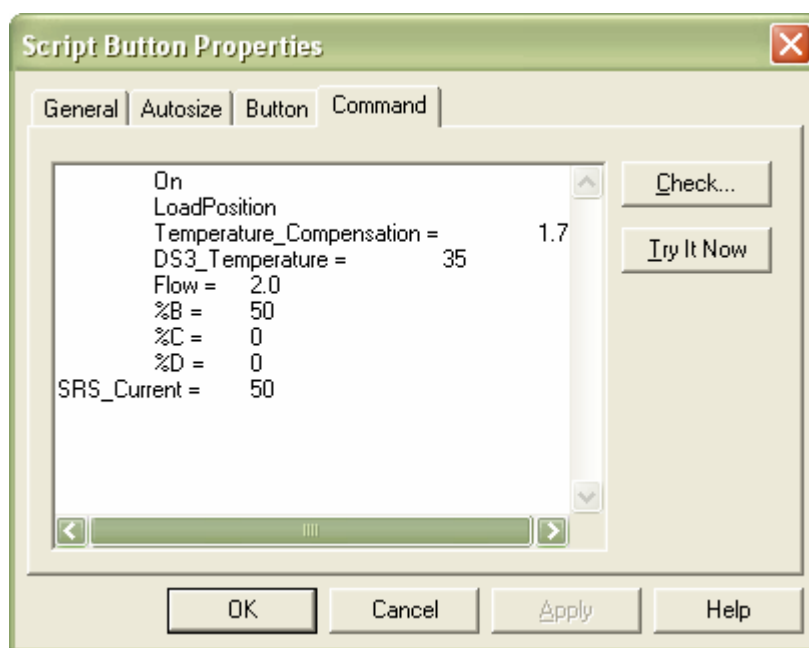 Script Button Properties
General Autosize Button Command
On
LoadPosition
Temperature_Compensation = 1.7
DS3_Temperature = 35
Flow = 2.0
%B = 50
%C = 0
%D = 0
SRS_Current = 50
Check...
Try It Now
OK Cancel Apply Help